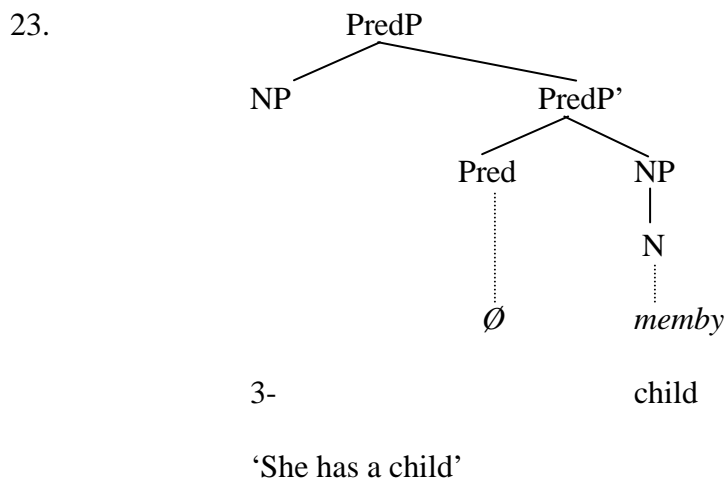 23. PredP
NP PredP’
Pred NP
N
Ø memby
3- child
‘She has a child’